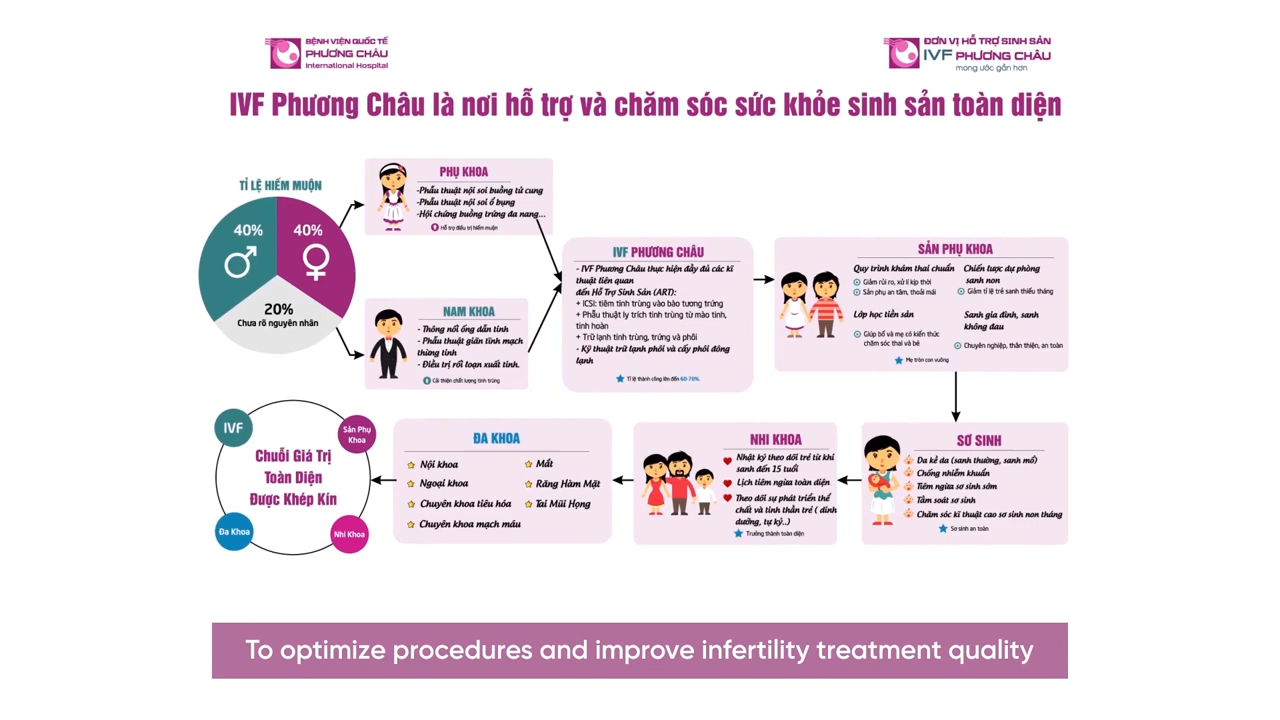 BỆNH VIỆN QUỐC TẾ
PHƯƠNG CHÂU
International Hospital
ĐƠN VỊ HỖ TRỢ SINH SẢN
IVF PHƯƠNG CHÂU
mong ước gần hơn
IVF Phương Châu là nơi hỗ trợ và chăm sóc sức khỏe sinh sản toàn diện
TỈ LỆ HIẾM MUỘN
40%
40%
20%
Chưa rõ nguyên nhân
PHỤ KHOA
-Phẫu thuật nội soi buồng tử cung
-Phẫu thuật nội soi ổ bụng
-Hội chứng buồng trứng đa nang...
Hỗ trợ điều trị hiếm muộn
NAM KHOA
- Thông nối ống dẫn tinh
- Phẫu thuật giãn tĩnh mạch
thừng tinh
- Điều trị rối loạn xuất tinh.
Cải thiện chất lượng tinh trùng
IVF PHƯƠNG CHÂU
- IVF Phương Châu thực hiện đầy đủ các kĩ
thuật liên quan
đến Hỗ Trợ Sinh Sản (ART):
+ ICSI: tiêm tinh trùng vào bào tương trứng
+ Phẫu thuật ly trích tinh trùng từ mào tinh,
tinh hoàn
+ Trữ lạnh tinh trùng, trứng và phôi
- Kỹ thuật trữ lạnh phôi và cấy phôi đông
lạnh
Tỉ lệ thành công lên đến 60-70%.
SẢN PHỤ KHOA
Quy trình khám thai chuẩn
Giảm rủi ro, xử lí kịp thời
Sản phụ an tâm, thoải mái
Lớp học tiền sản
Giúp bố và mẹ có kiến thức
chăm sóc thai và bé
Chiến lược dự phòng
sanh non
Giảm tỉ lệ trẻ sanh thiếu tháng
Sanh gia đình, sanh
không đau
Chuyên nghiệp, thân thiện, an toàn
Mẹ tròn con vuông
SƠ SINH
Da kề da (sanh thường, sanh mổ)
Chống nhiễm khuẩn
Tiêm ngừa sơ sinh sớm
Tầm soát sơ sinh
Chăm sóc kĩ thuật cao sơ sinh non tháng
Sơ sinh an toàn
NHI KHOA
Nhật ký theo dõi trẻ từ khi
sanh đến 15 tuổi
Lịch tiêm ngừa toàn diện
Theo dõi sự phát triển thể
chất và tinh thần trẻ ( dinh
dưỡng, tự kỷ..)
Trưởng thành toàn diện
ĐA KHOA
Nội khoa
Ngoại khoa
Chuyên khoa tiêu hóa
Chuyên khoa mạch máu
Mắt
Răng Hàm Mặt
Tai Mũi Họng
IVF
Sản Phụ
Khoa
Chuỗi Giá Trị
Toàn Diện
Được Khép Kín
Đa Khoa
Nhi Khoa
To optimize procedures and improve infertility treatment quality